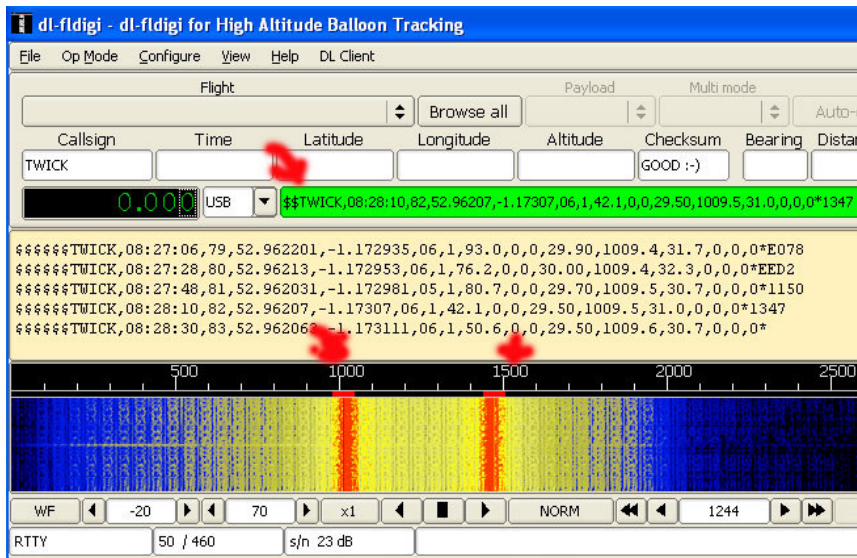 dl-fldigi - dl-fldigi for High Altitude Balloon Tracking
File Op Mode Configure View Help DL Client
Flight Payload Multi mode
Browse all Auto-
Callsign Time Latitude Longitude Altitude Checksum Bearing Distan
TWICK GOOD :-)
0.000 USB $$TWICK,08:28:10,82,52.96207,-1.17307,06,1,42.1,0,0,29.50,1009.5,31.0,0,0,0*1347
$$$$$$TWICK,08:27:06,79,52.962201,-1.172935,06,1,93.0,0,0,29.90,1009.4,31.7,0,0,0*E078
$$$$$$TWICK,08:27:28,80,52.96213,-1.172953,06,1,76.2,0,0,30.00,1009.4,32.3,0,0,0*EED2
$$$$$$TWICK,08:27:48,81,52.962031,-1.172981,05,1,80.7,0,0,29.70,1009.5,30.7,0,0,0*1150
$$$$$$TWICK,08:28:10,82,52.96207,-1.17307,06,1,42.1,0,0,29.50,1009.5,31.0,0,0,0*1347
$$$$$$TWICK,08:28:30,83,52.962063,-1.173111,06,1,50.6,0,0,29.50,1009.6,30.7,0,0,0*
500 1000 1500 2000 2500
WF -20 70 x1 NORM 1244
RTTY 50 / 460 s/n 23 dB